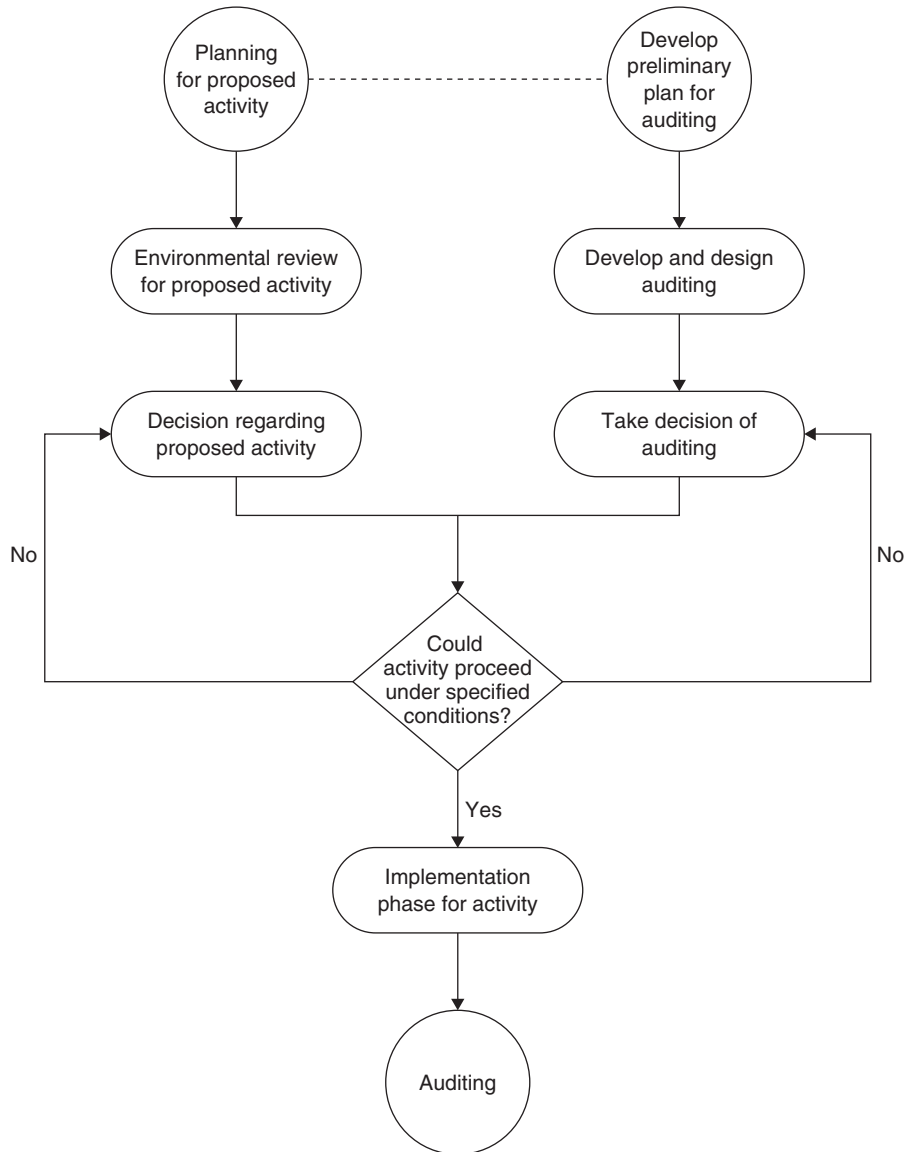 Planning
for proposed
activity
Develop
preliminary
plan for
auditing
Environmental review
for proposed activity
Develop and design
auditing
Decision regarding
proposed activity
Take decision of
auditing
No
No
Could
activity proceed
under specified
conditions?
Yes
Implementation
phase for activity
Auditing